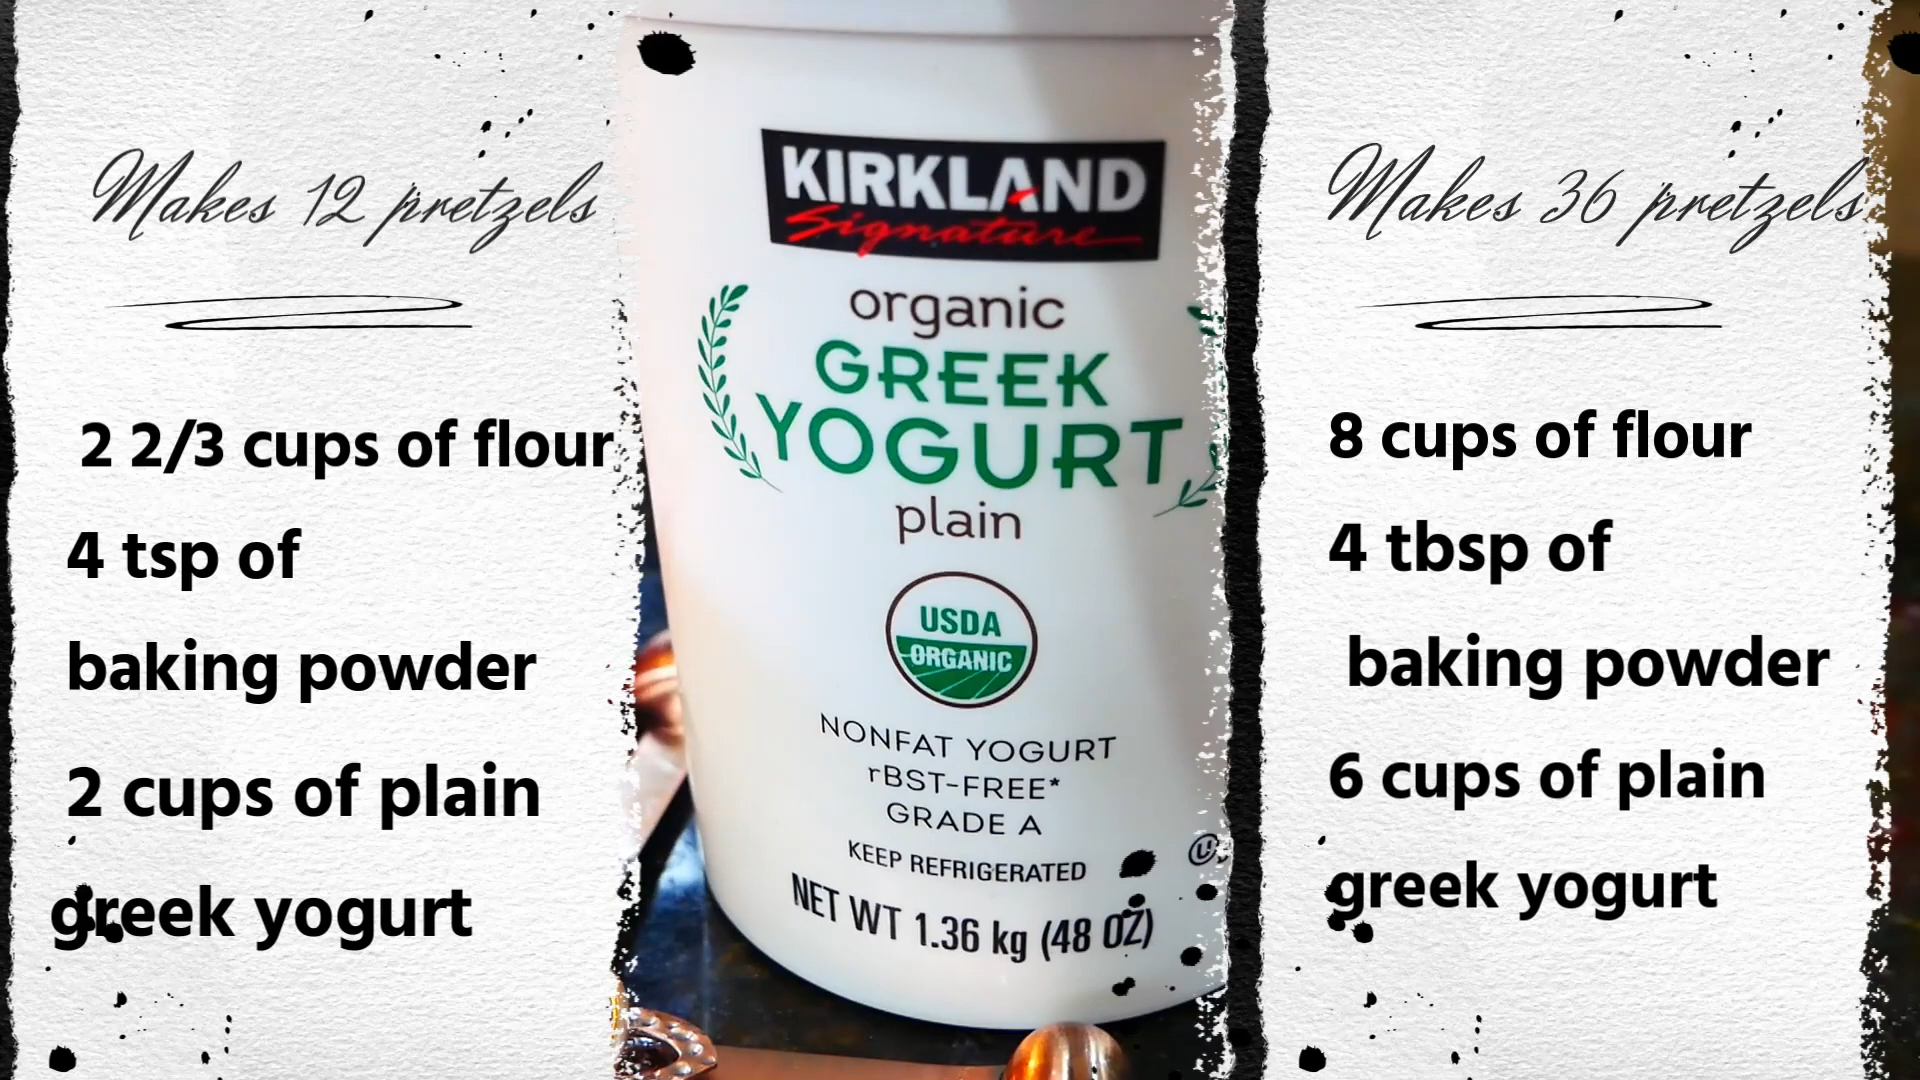 Makes 12 pretzels
2 2/3 cups of flour
4 tsp of
baking powder
2 cups of plain
greek yogurt
KIRKLAND
Signature
organic
GREEK
YOGURT
plain
USDA
ORGANIC
NONFAT YOGURT
rBST-FREE*
GRADE A
KEEP REFRIGERATED
U
NET WT 1.36 kg (48 OZ)
Makes 36 pretzels
8 cups of flour
4 tbsp of
baking powder
6 cups of plain
greek yogurt